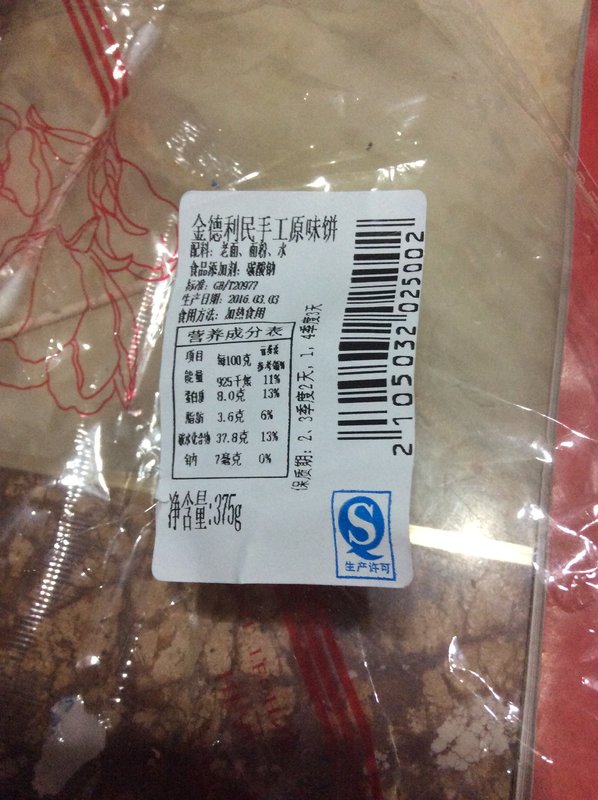 金德利民手工原味饼
配料：老面、面粉、水
食品添加剂：碳酸钠
标准：GB/T20977
生产日期：2016.03.03
食用方法：加热食用
营养成分表
项目 每100克 营养素参考值%
能量 925千焦 11%
蛋白质 8.0克 13%
脂肪 3.6克 6%
碳水化合物 37.8克 13%
钠 7毫克 0%
净含量:375g
保质期：2、3季度2天，1，4季度3天
2105032025002
生产许可